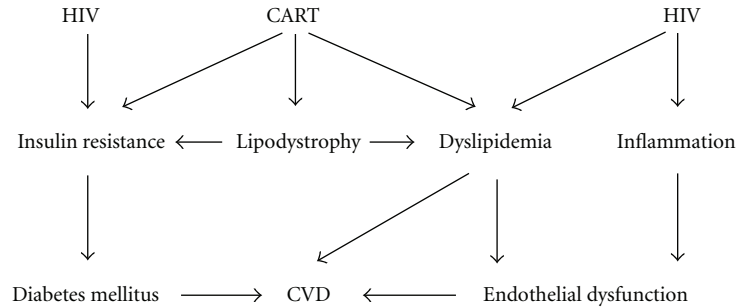 HIV CART HIV
Insulin resistance Lipodystrophy Dyslipidemia Inflammation
Diabetes mellitus CVD Endothelial dysfunction